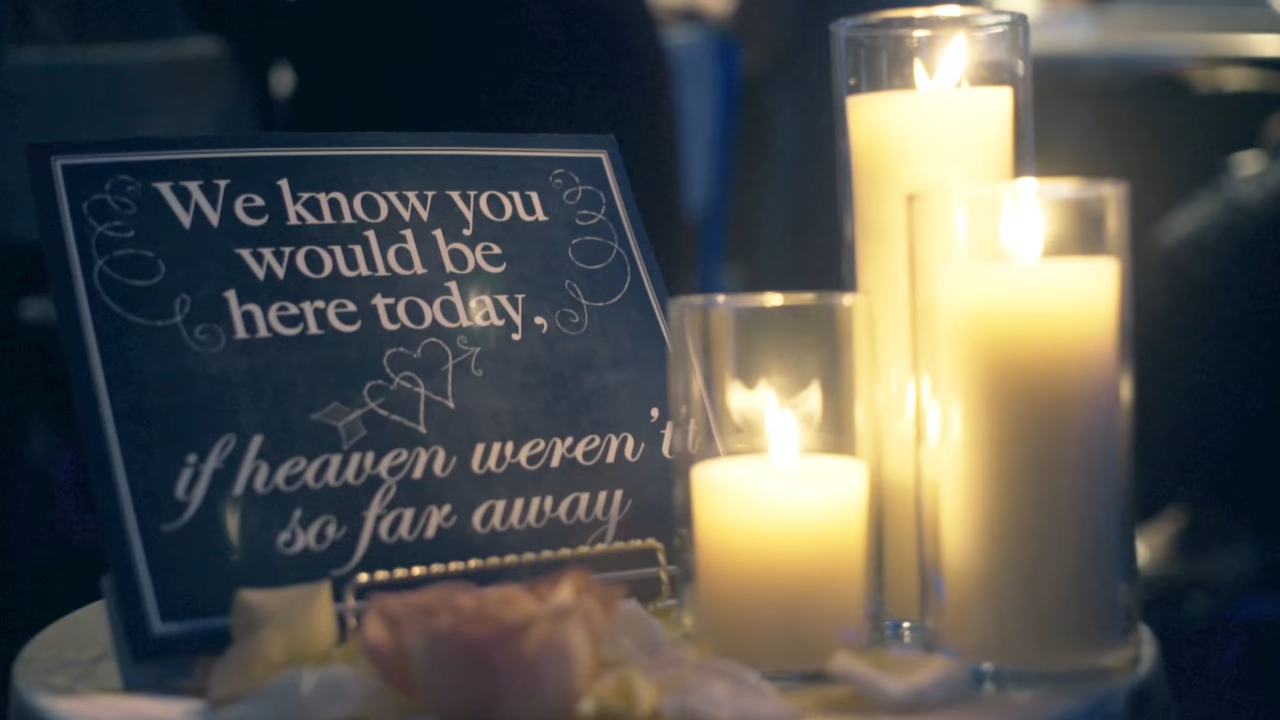 We know you
would be
here today,
if heaven weren't
so far away